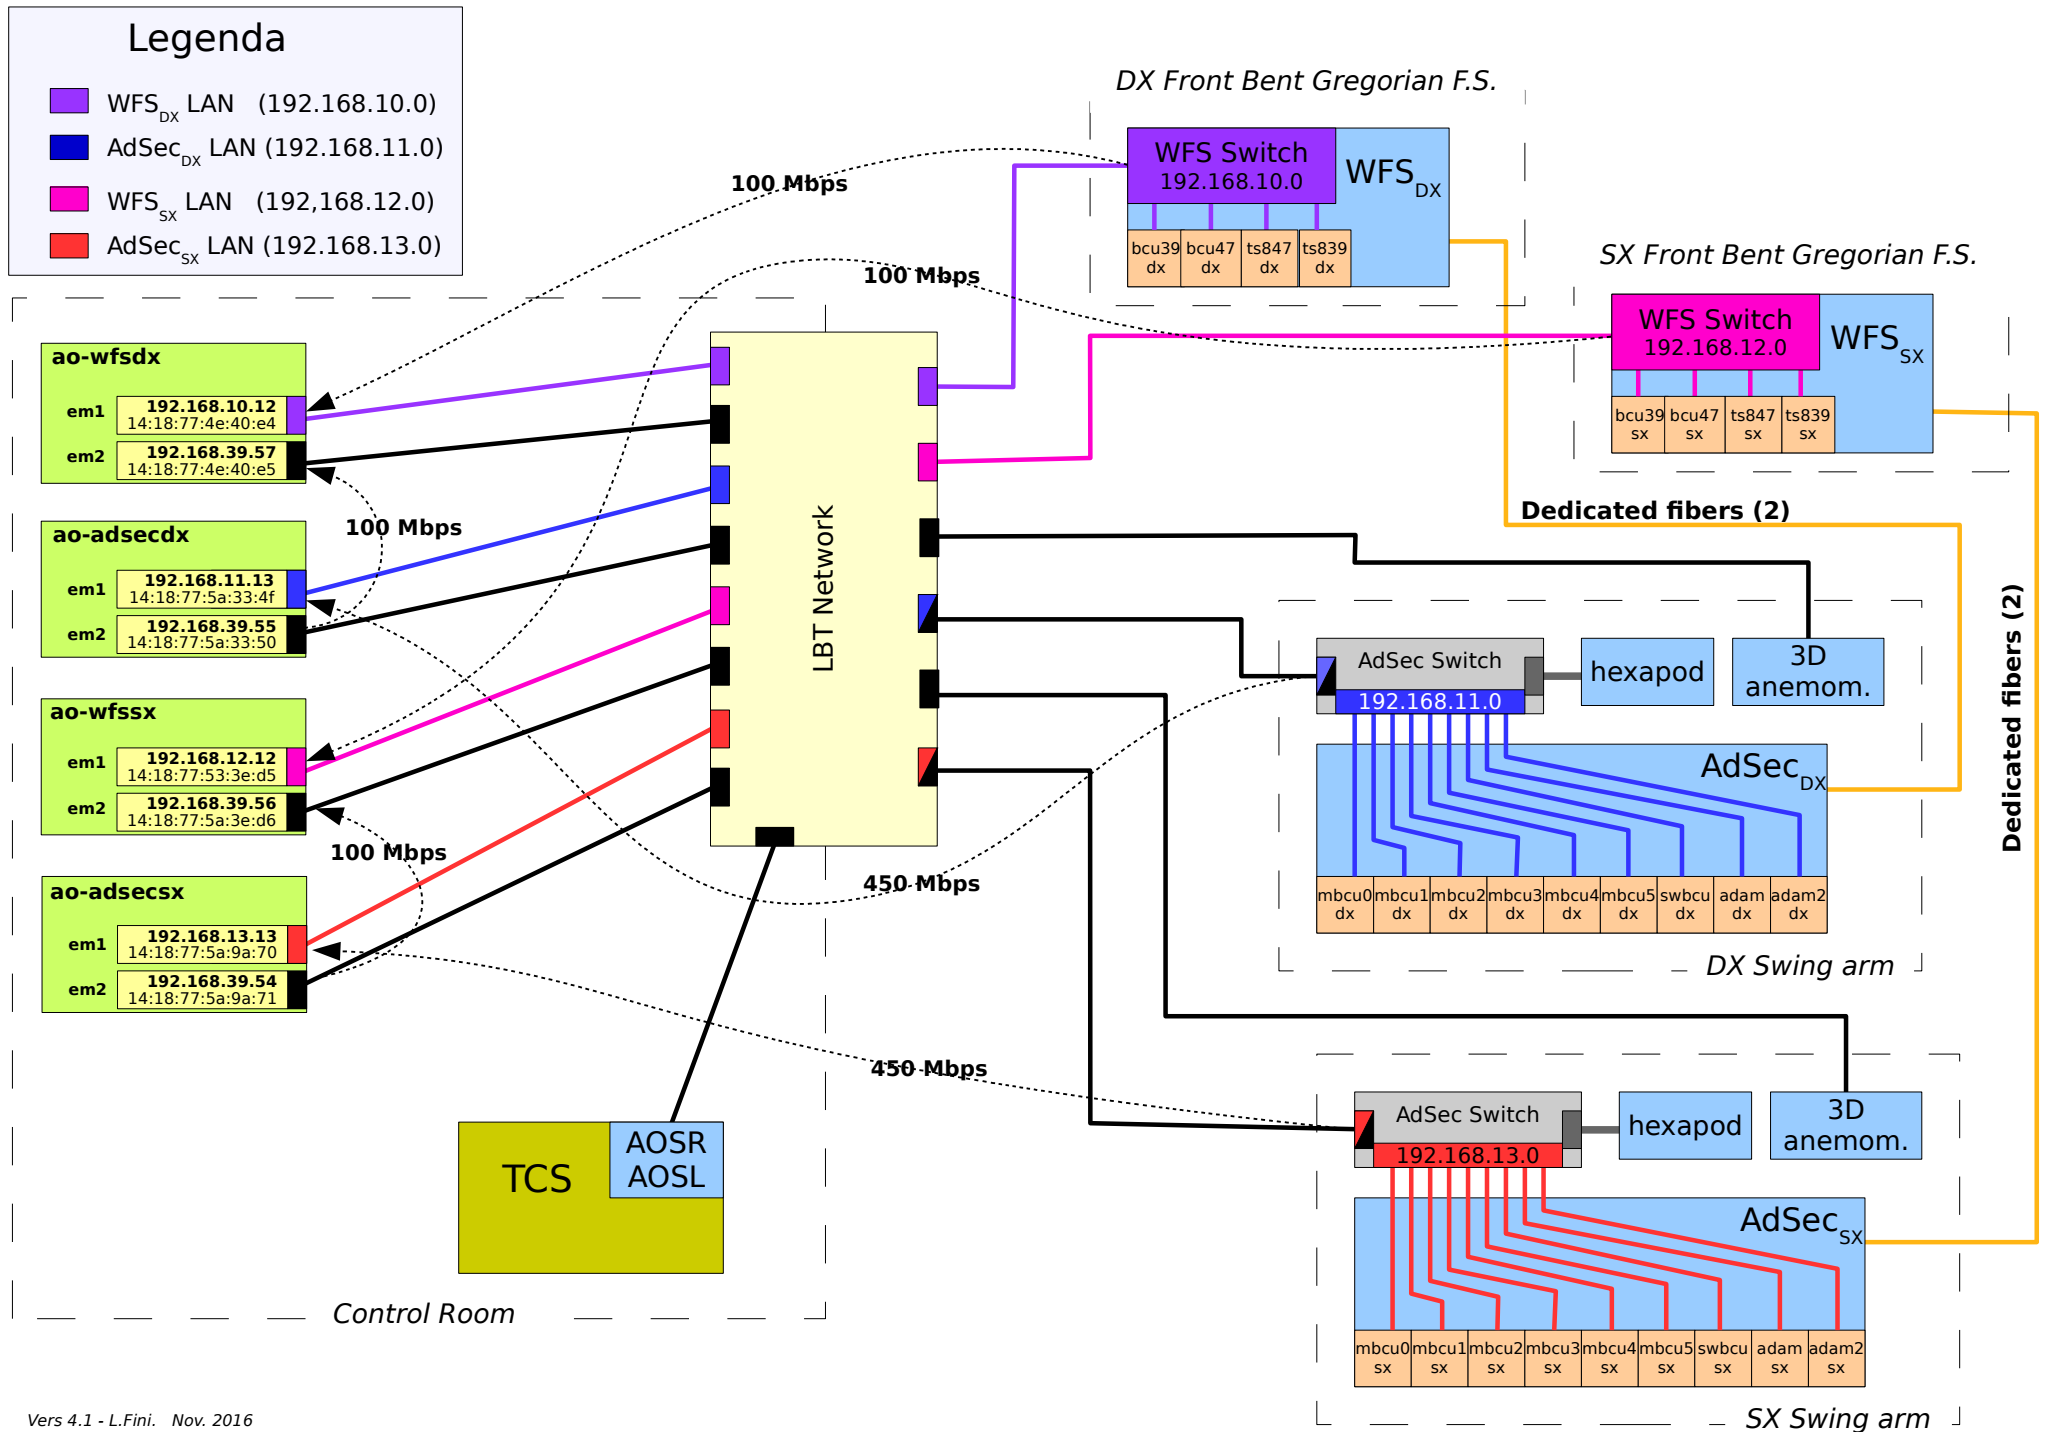 Legenda
WFSDX LAN (192.168.10.0)
AdSecDX LAN (192.168.11.0)
WFSSX LAN (192,168.12.0)
AdSecSX LAN (192.168.13.0)
DX Front Bent Gregorian F.S.
WFS Switch
192.168.10.0
WFSDX
bcu39 dx
bcu47 dx
ts847 dx
ts839 dx
100 Mbps
100 Mbps
SX Front Bent Gregorian F.S.
WFS Switch
192.168.12.0
WFSSX
bcu39 sx
bcu47 sx
ts847 sx
ts839 sx
ao-wfsdx
em1
192.168.10.12
14:18:77:4e:40:e4
em2
192.168.39.57
14:18:77:4e:40:e5
100 Mbps
ao-adsecdx
em1
192.168.11.13
14:18:77:5a:33:4f
em2
192.168.39.55
14:18:77:5a:33:50
ao-wfssx
em1
192.168.12.12
14:18:77:53:3e:d5
em2
192.168.39.56
14:18:77:5a:3e:d6
100 Mbps
ao-adsecsx
em1
192.168.13.13
14:18:77:5a:9a:70
em2
192.168.39.54
14:18:77:5a:9a:71
LBT Network
450 Mbps
450 Mbps
Dedicated fibers (2)
Dedicated fibers (2)
AdSec Switch
192.168.11.0
hexapod
3D
anemom.
AdSecDX
mbcu0 dx
mbcu1 dx
mbcu2 dx
mbcu3 dx
mbcu4 dx
mbcu5 dx
swbcu dx
adam dx
adam2 dx
DX Swing arm
AdSec Switch
192.168.13.0
hexapod
3D
anemom.
AdSecSX
mbcu0 sx
mbcu1 sx
mbcu2 sx
mbcu3 sx
mbcu4 sx
mbcu5 sx
swbcu sx
adam sx
adam2 sx
SX Swing arm
TCS
AOSR
AOSL
Control Room
Vers 4.1 - L.Fini. Nov. 2016